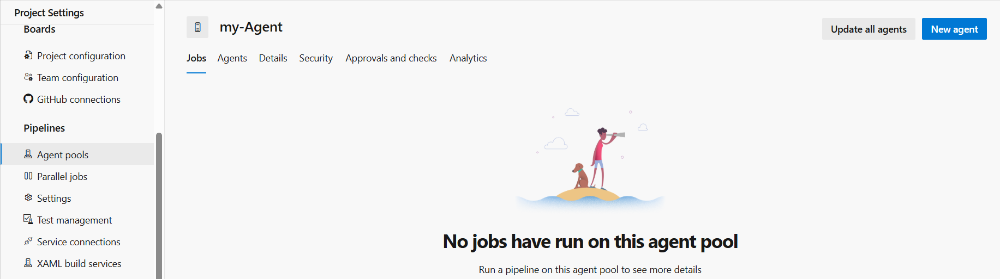 Project Settings
Boards
Project configuration
Team configuration
GitHub connections
Pipelines
Agent pools
Parallel jobs
Settings
Test management
Service connections
XAML build services
my-Agent
Update all agents
New agent
Jobs Agents Details Security Approvals and checks Analytics
No jobs have run on this agent pool
Run a pipeline on this agent pool to see more details